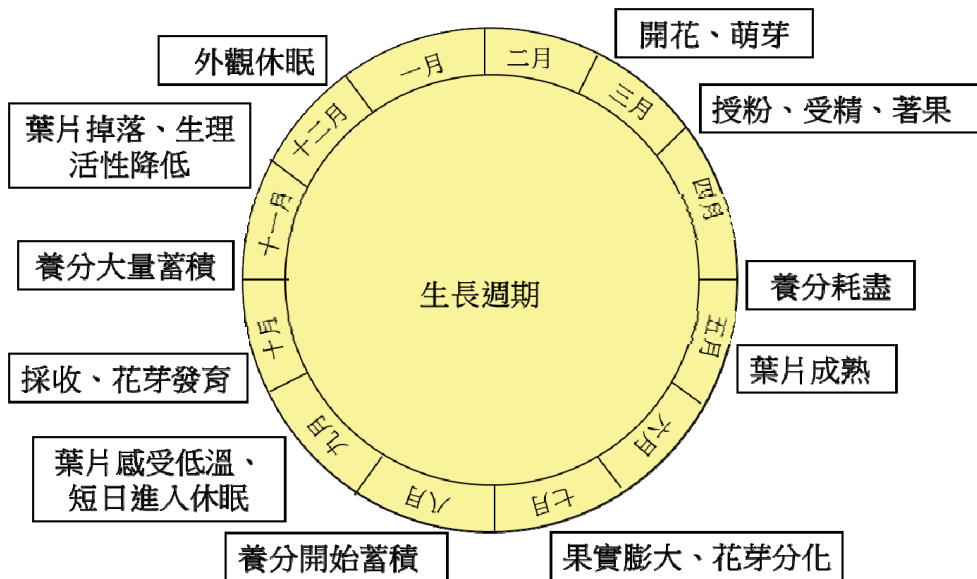 開花、萌芽
外觀休眠
一月
二月
三月
授粉、受精、著果
葉片掉落、生理
活性降低
十二月
四月
十一月
養分大量蓄積
生長週期
養分耗盡
十月
五月
採收、花芽發育
葉片成熟
九月
六月
葉片感受低溫、
短日進入休眠
八月
七月
養分開始蓄積
果實膨大、花芽分化